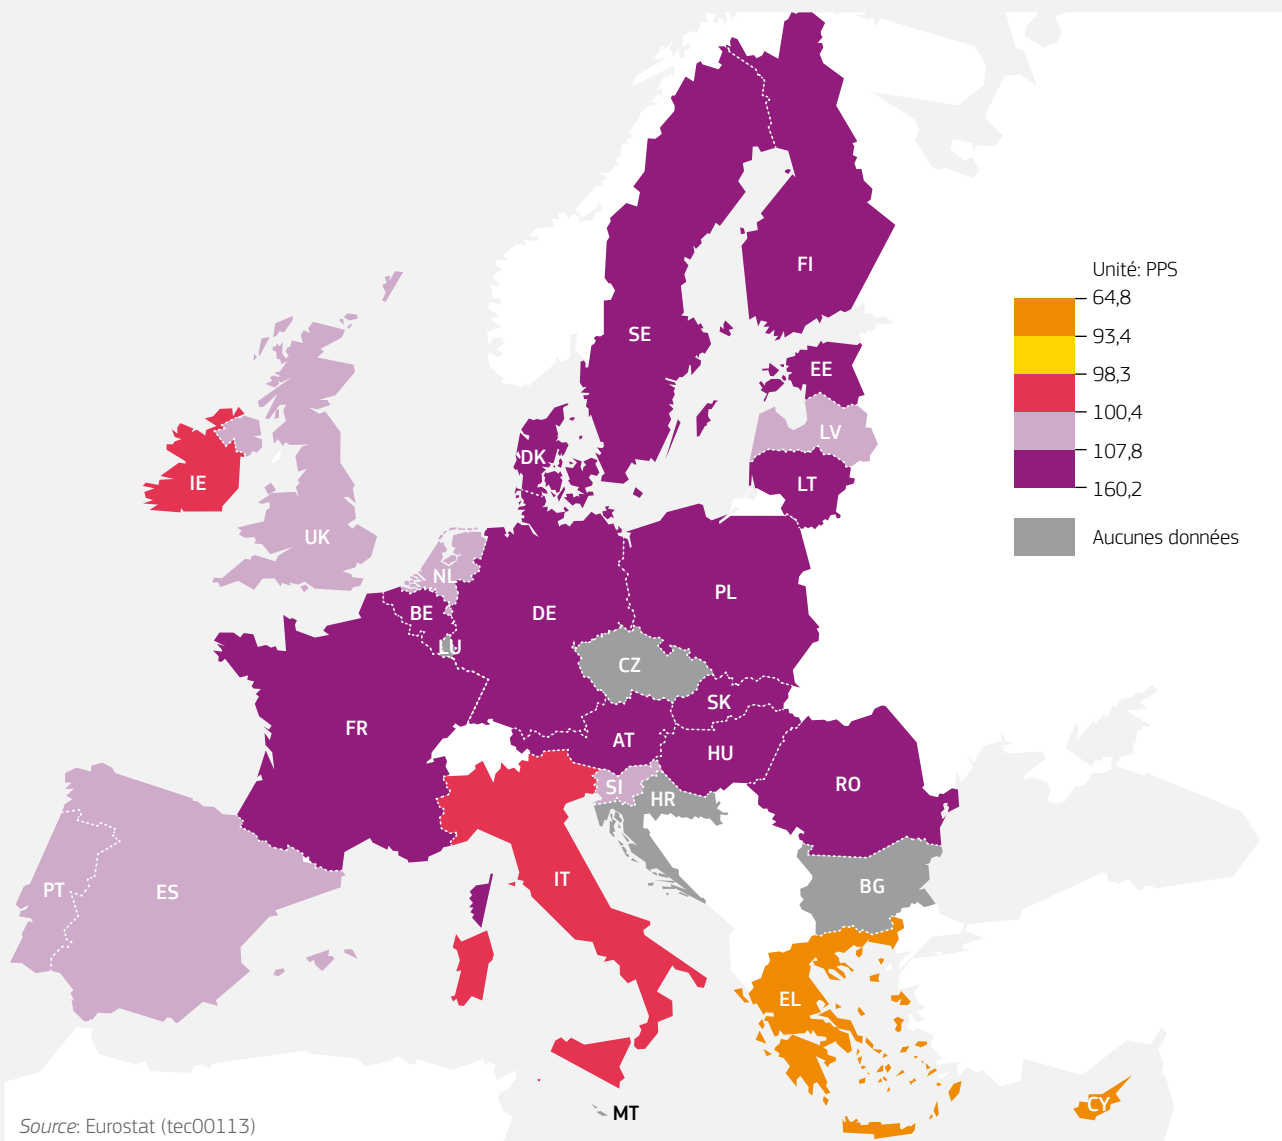 FI
Unité: PPS
64,8
SE
93,4
EE
98,3
100,4
LV
107,8
DK
IE
LT
160,2
UK
Aucunes données
NL
PL
BE
DE
LU
CZ
SK
FR
AT
HU
SI
RO
HR
IT
BG
PT
ES
EL
CY
MT
Source: Eurostat (tec00113)